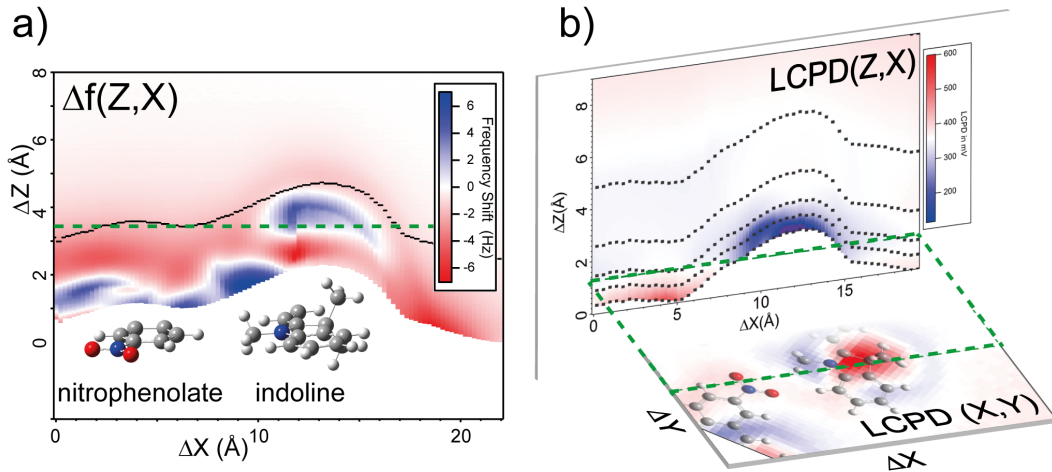 a)
Δf(Z,X)
ΔZ (Å)
8
6
4
2
0
6
4
2
0
-2
-4
-6
Frequency Shift (Hz)
nitrophenolate
indoline
0
5
10
15
20
ΔX (Å)
b)
LCPD(Z,X)
ΔZ(Å)
8
6
4
2
0
0
5
10
15
ΔX(Å)
600
500
400
300
200
LCPD in mV
ΔY
LCPD (X,Y)
ΔX